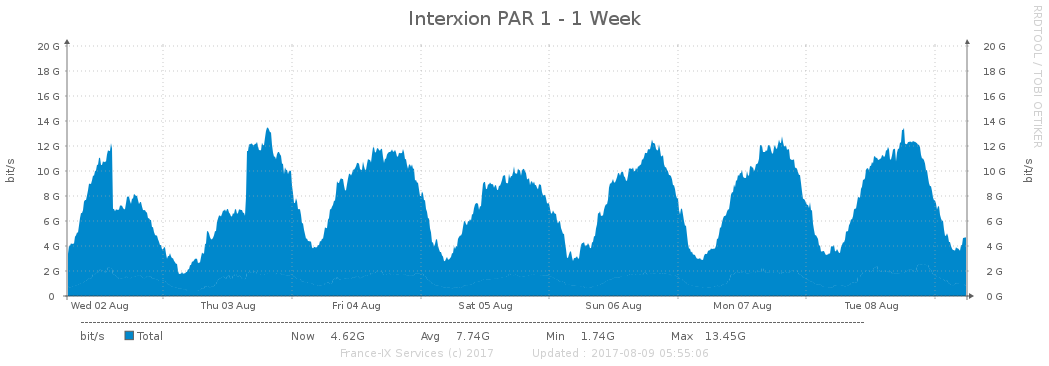 Interxion PAR 1 - 1 Week
RRDTOOL / TOBI OETIKER
bit/s
20 G
18 G
16 G
14 G
12 G
10 G
8 G
6 G
4 G
2 G
0
20 G
18 G
16 G
14 G
12 G
10 G
8 G
6 G
4 G
2 G
0 G
bit/s
Wed 02 Aug Thu 03 Aug Fri 04 Aug Sat 05 Aug Sun 06 Aug Mon 07 Aug Tue 08 Aug
bit/s Total Now 4.62G Avg 7.74G Min 1.74G Max 13.45G
France-IX Services (c) 2017 Updated : 2017-08-09 05:55:06